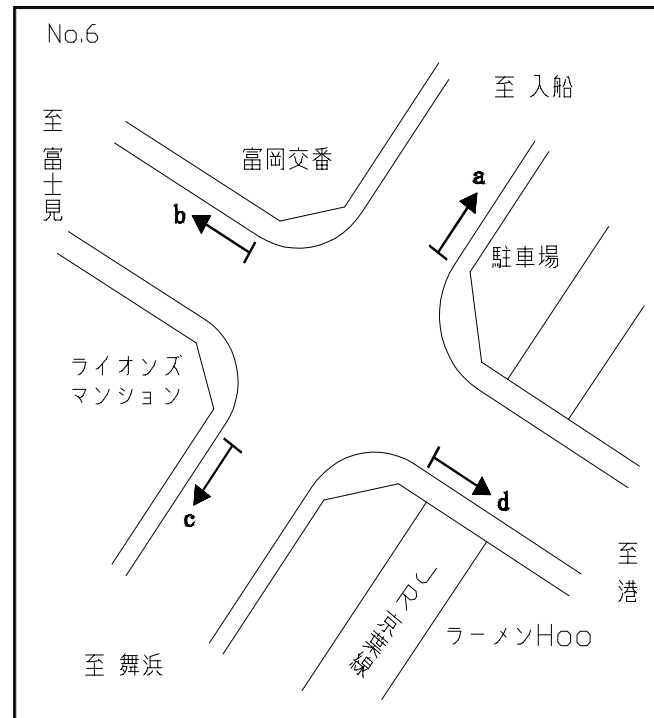 No.6
至 入船
至 富士見
富岡交番
a
b
駐車場
ライオンズ
マンション
c
d
至 港
JR京葉線
ラーメンHoo
至 舞浜